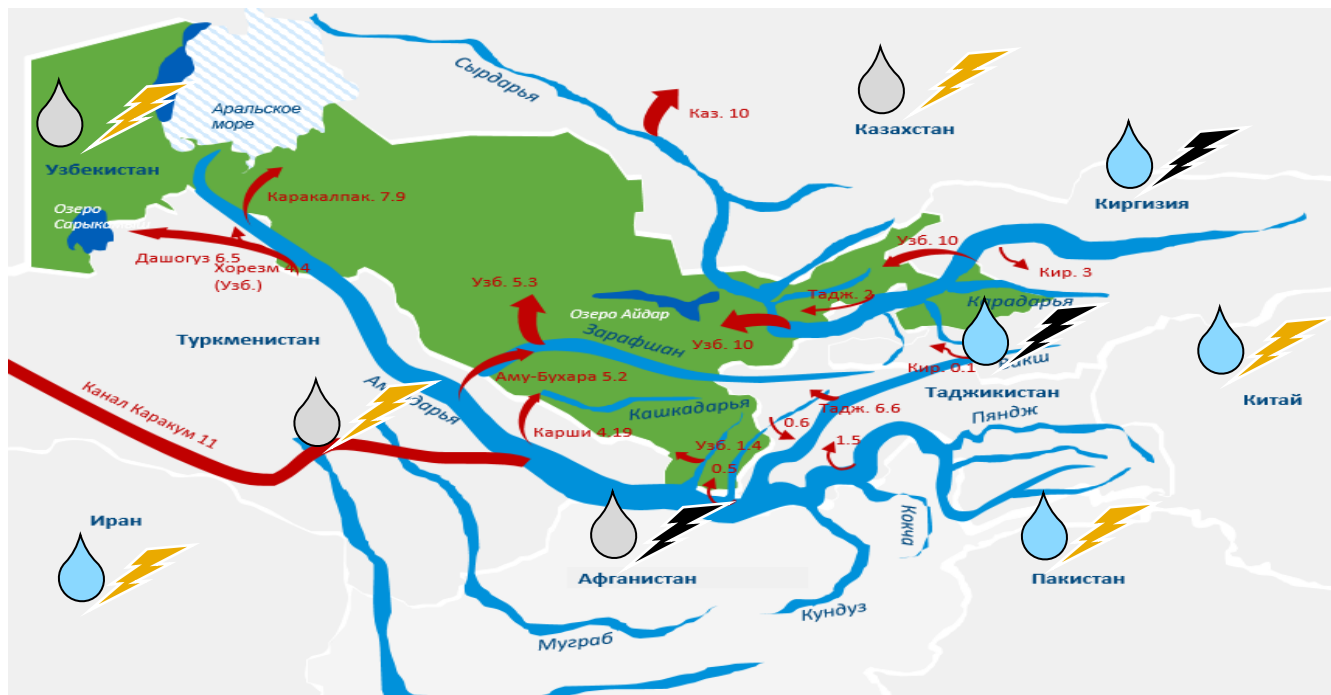 Сырдарья
Каз. 10
Казахстан
Аральское
море
Узбекистан
Киргизия
Каракалпак. 7.9
Озеро
Дашогуз 6.5
Хорезм 4.4
(Узб.)
Узб. 10
Кир. 3
Узб. 5.3
Тадж. 2
Карадарья
Озеро Айдар
Зарафшан
Узб. 10
Туркменистан
Кир. 0.1
Аму-Бухара 5.2
Таджикистан
Китай
Канал Каракум 11
Кашкадарья
Тадж. 6.6
Пяндж
Карши 4.19
0.6
Узб. 1.4
1.5
0.5
Иран
Кокча
Афганистан
Пакистан
Кундуз
Муграб